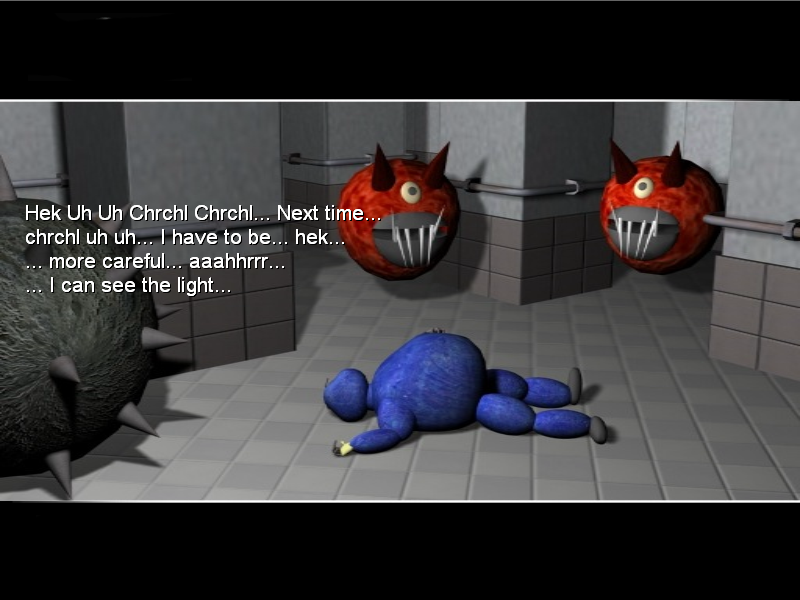 Hek Uh Uh Chrchl Chrchl... Next time...
chrchl uh uh... I have to be... hek...
... more careful... aaahhrrr...
... I can see the light...